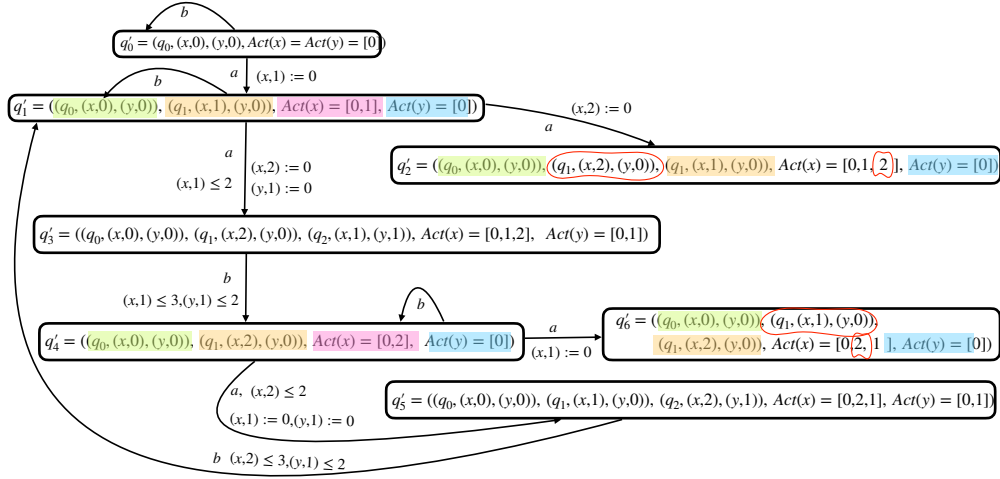 b
q′₀ = (q₀, (x,0), (y,0), Act(x) = Act(y) = [0])
a (x,1) := 0
b
q′₁ = ((q₀, (x,0), (y,0)), (q₁, (x,1), (y,0)), Act(x) = [0,1], Act(y) = [0])
(x,2) := 0
a
a
(x,2) := 0
(x,1) ≤ 2
(y,1) := 0
q′₂ = ((q₀, (x,0), (y,0)), (q₁, (x,2), (y,0)), (q₁, (x,1), (y,0)), Act(x) = [0,1, 2 ], Act(y) = [0])
q′₃ = ((q₀, (x,0), (y,0)), (q₁, (x,2), (y,0)), (q₂, (x,1), (y,1)), Act(x) = [0,1,2], Act(y) = [0,1])
b
(x,1) ≤ 3,(y,1) ≤ 2
b
q′₄ = ((q₀, (x,0), (y,0)), (q₁, (x,2), (y,0)), Act(x) = [0,2], Act(y) = [0])
a
(x,1) := 0
q′₆ = ((q₀, (x,0), (y,0)), (q₁, (x,1), (y,0)),
(q₁, (x,2), (y,0)), Act(x) = [0,2, 1 ], Act(y) = [0])
a, (x,2) ≤ 2
(x,1) := 0,(y,1) := 0
q′₅ = ((q₀, (x,0), (y,0)), (q₁, (x,1), (y,0)), (q₂, (x,2), (y,1)), Act(x) = [0,2,1], Act(y) = [0,1])
b (x,2) ≤ 3,(y,1) ≤ 2